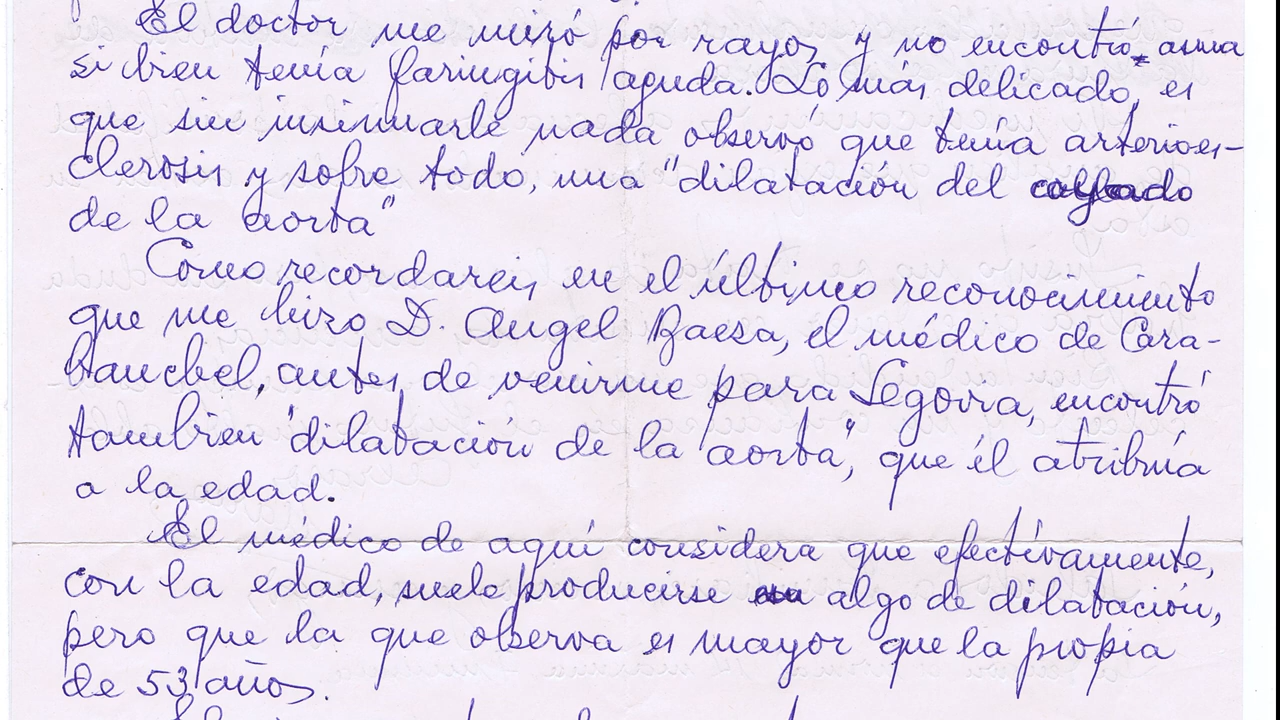 El doctor me miró por rayos y no encontró asma
si bien tenía faringitis aguda. Lo más delicado, es
que sin insinuarle nada observó que tenía arterioes-
clerosis y sobre todo, una "dilatación del cayado
de la aorta"
Como recordareis en el último reconocimiento
que me hizo D. Angel Baesa, el médico de Cara-
banchel, antes de venirme para Segovia, encontró
tambien "dilatación de la aorta", que él atribuía
a la edad.
El médico de aquí considera que efectívamente,
con la edad, suele producirse algo de dilatación,
pero que la que observa es mayor que la propia
de 53 años.